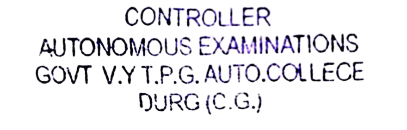 CONTROLLER
AUTONOMOUS EXAMINATIONS
GOVT V.Y T.P.G. AUTO.COLLECE
DURG (C.G.)